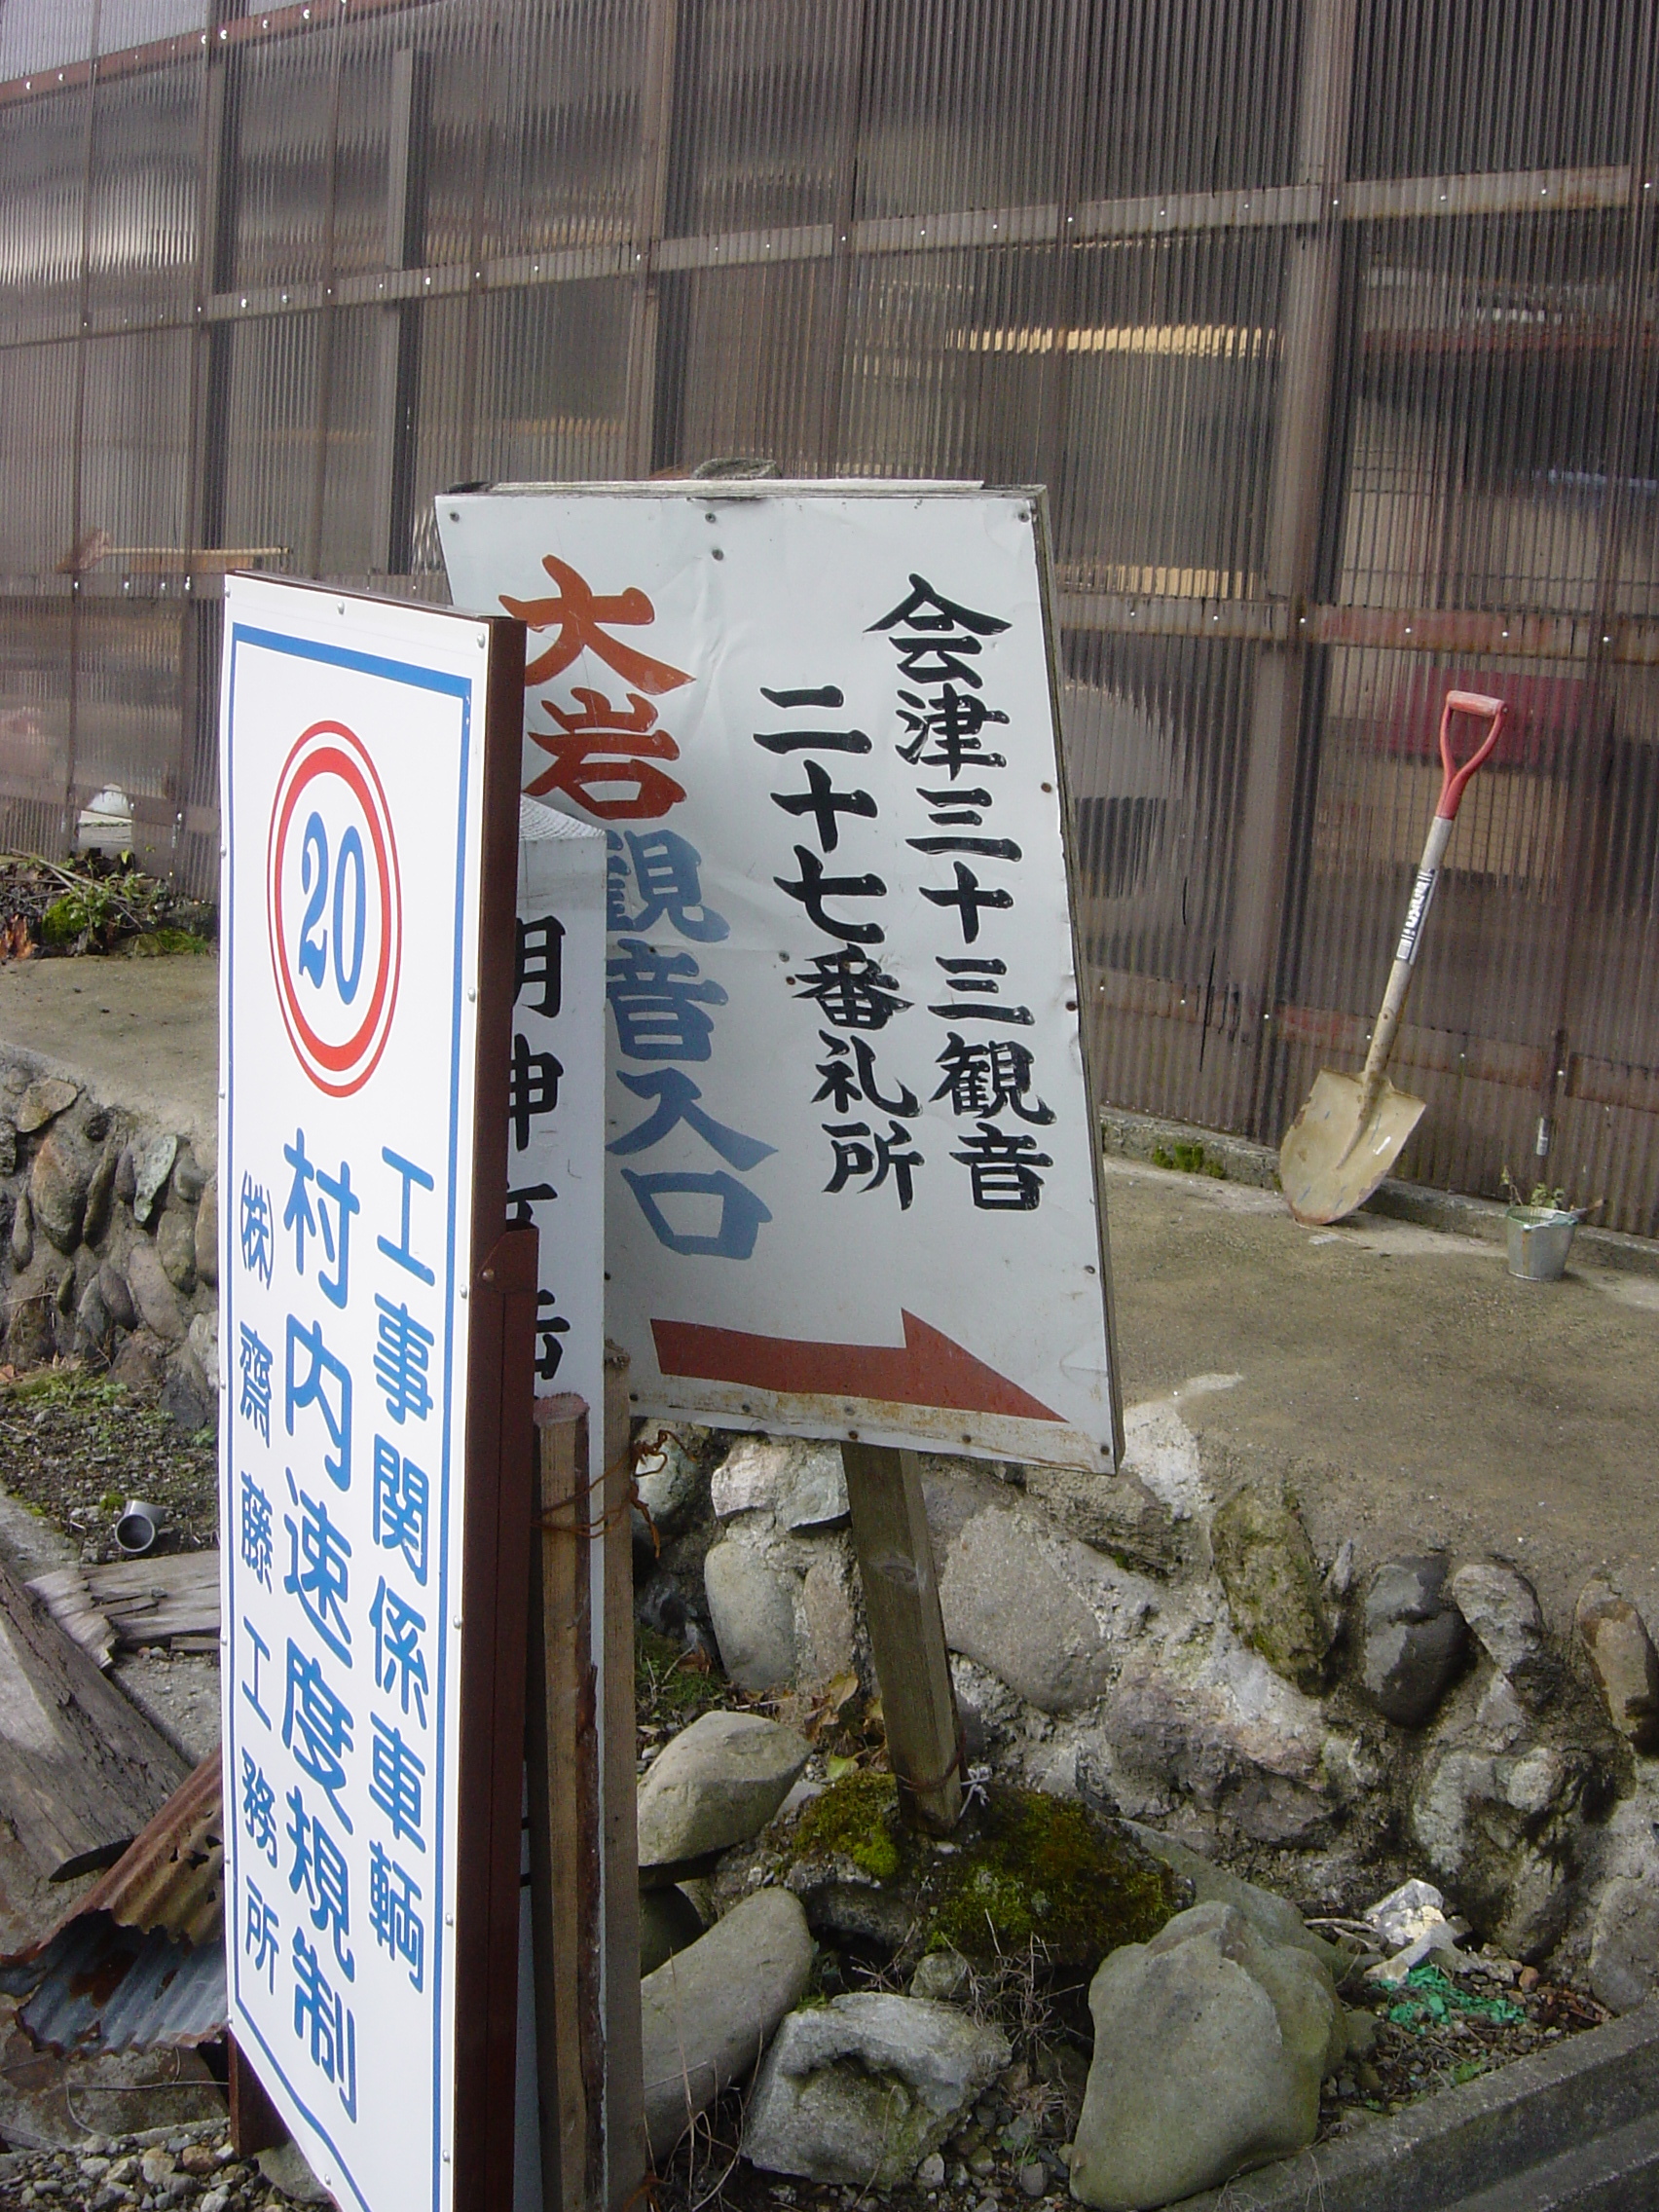 会津三十三観音
二十七番礼所
大岩観音入口
20
工事関係車輌
村内速度規制
㈱齋藤工務所
明神